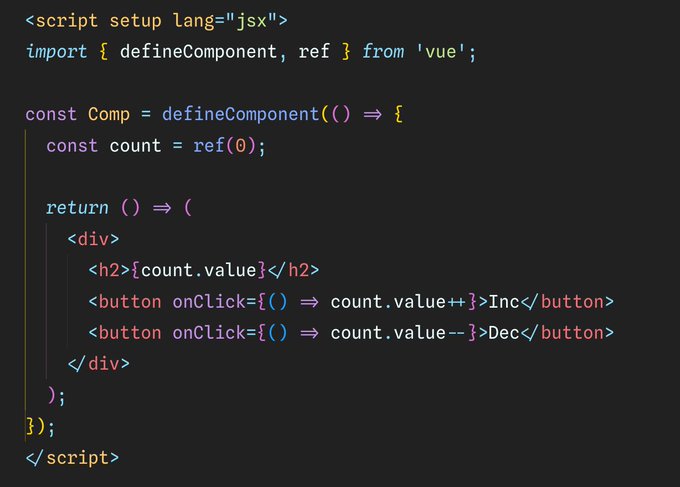 <script setup lang="jsx">
import { defineComponent, ref } from 'vue';
const Comp = defineComponent(() => {
const count = ref(0);
return () => (
<div>
<h2>{count.value}</h2>
<button onClick={() => count.value++}>Inc</button>
<button onClick={() => count.value--}>Dec</button>
</div>
);
});
</script>